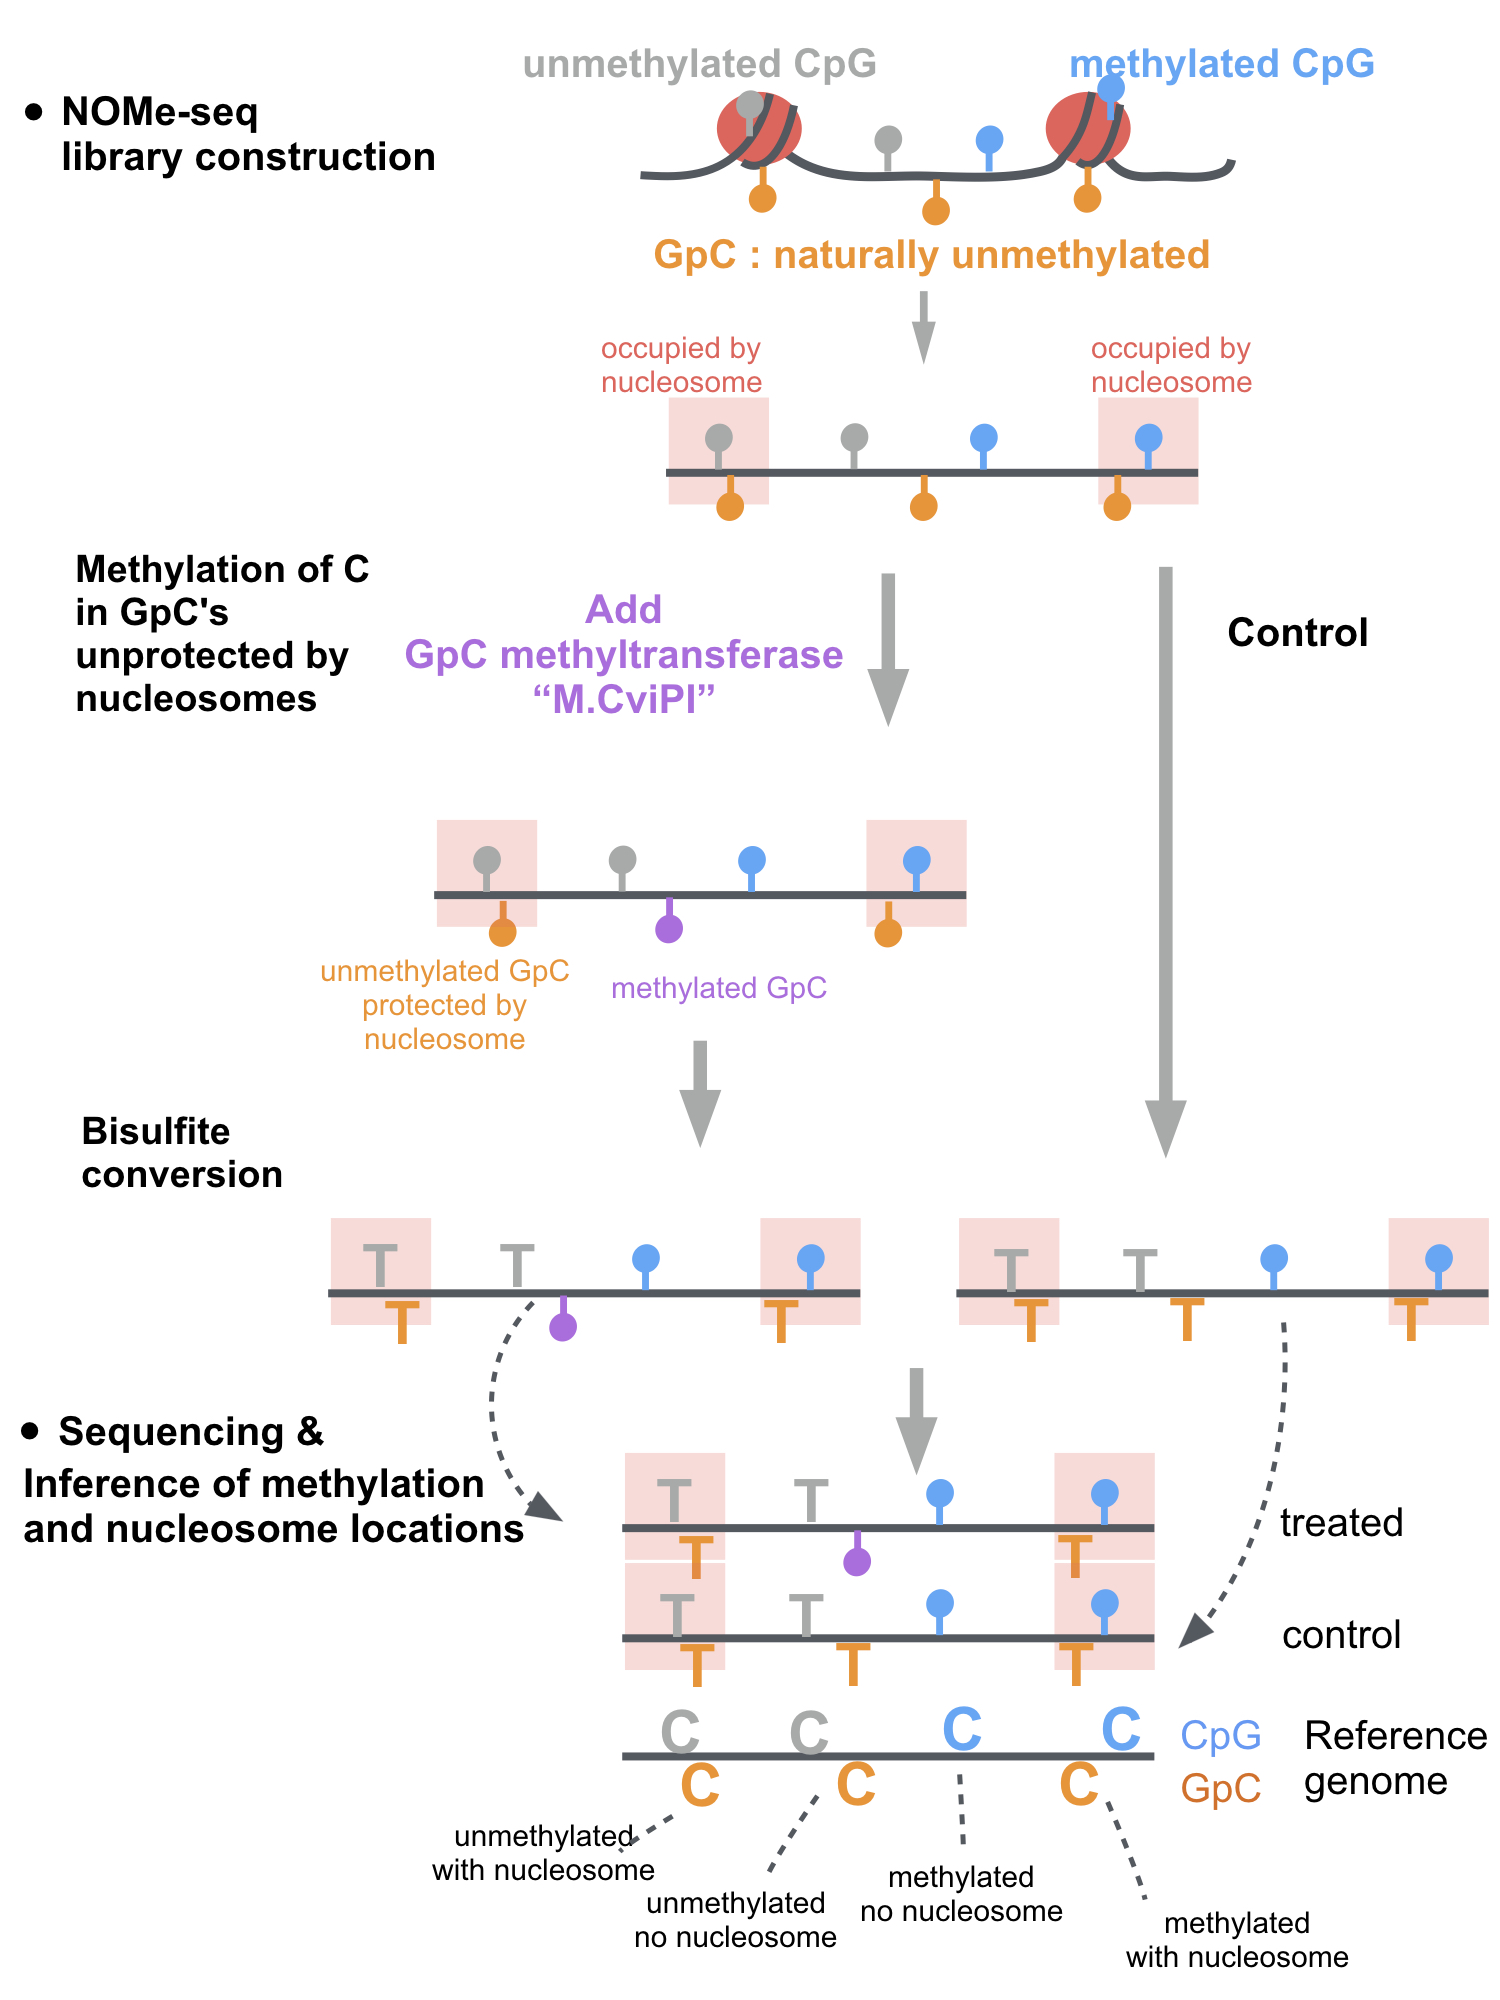 unmethylated CpG
methylated CpG
● NOMe-seq
library construction
GpC : naturally unmethylated
occupied by
nucleosome
occupied by
nucleosome
Methylation of C
in GpC's
unprotected by
nucleosomes
Add
GpC methyltransferase
“M.CviPI”
Control
unmethylated GpC
protected by
nucleosome
methylated GpC
Bisulfite
conversion
T T
T T
T T
T T T
● Sequencing &
Inference of methylation
and nucleosome locations
T T
T T
treated
T T
T T T
control
C C C C
C C C
CpG
GpC
Reference
genome
unmethylated
with nucleosome
unmethylated
no nucleosome
methylated
no nucleosome
methylated
with nucleosome